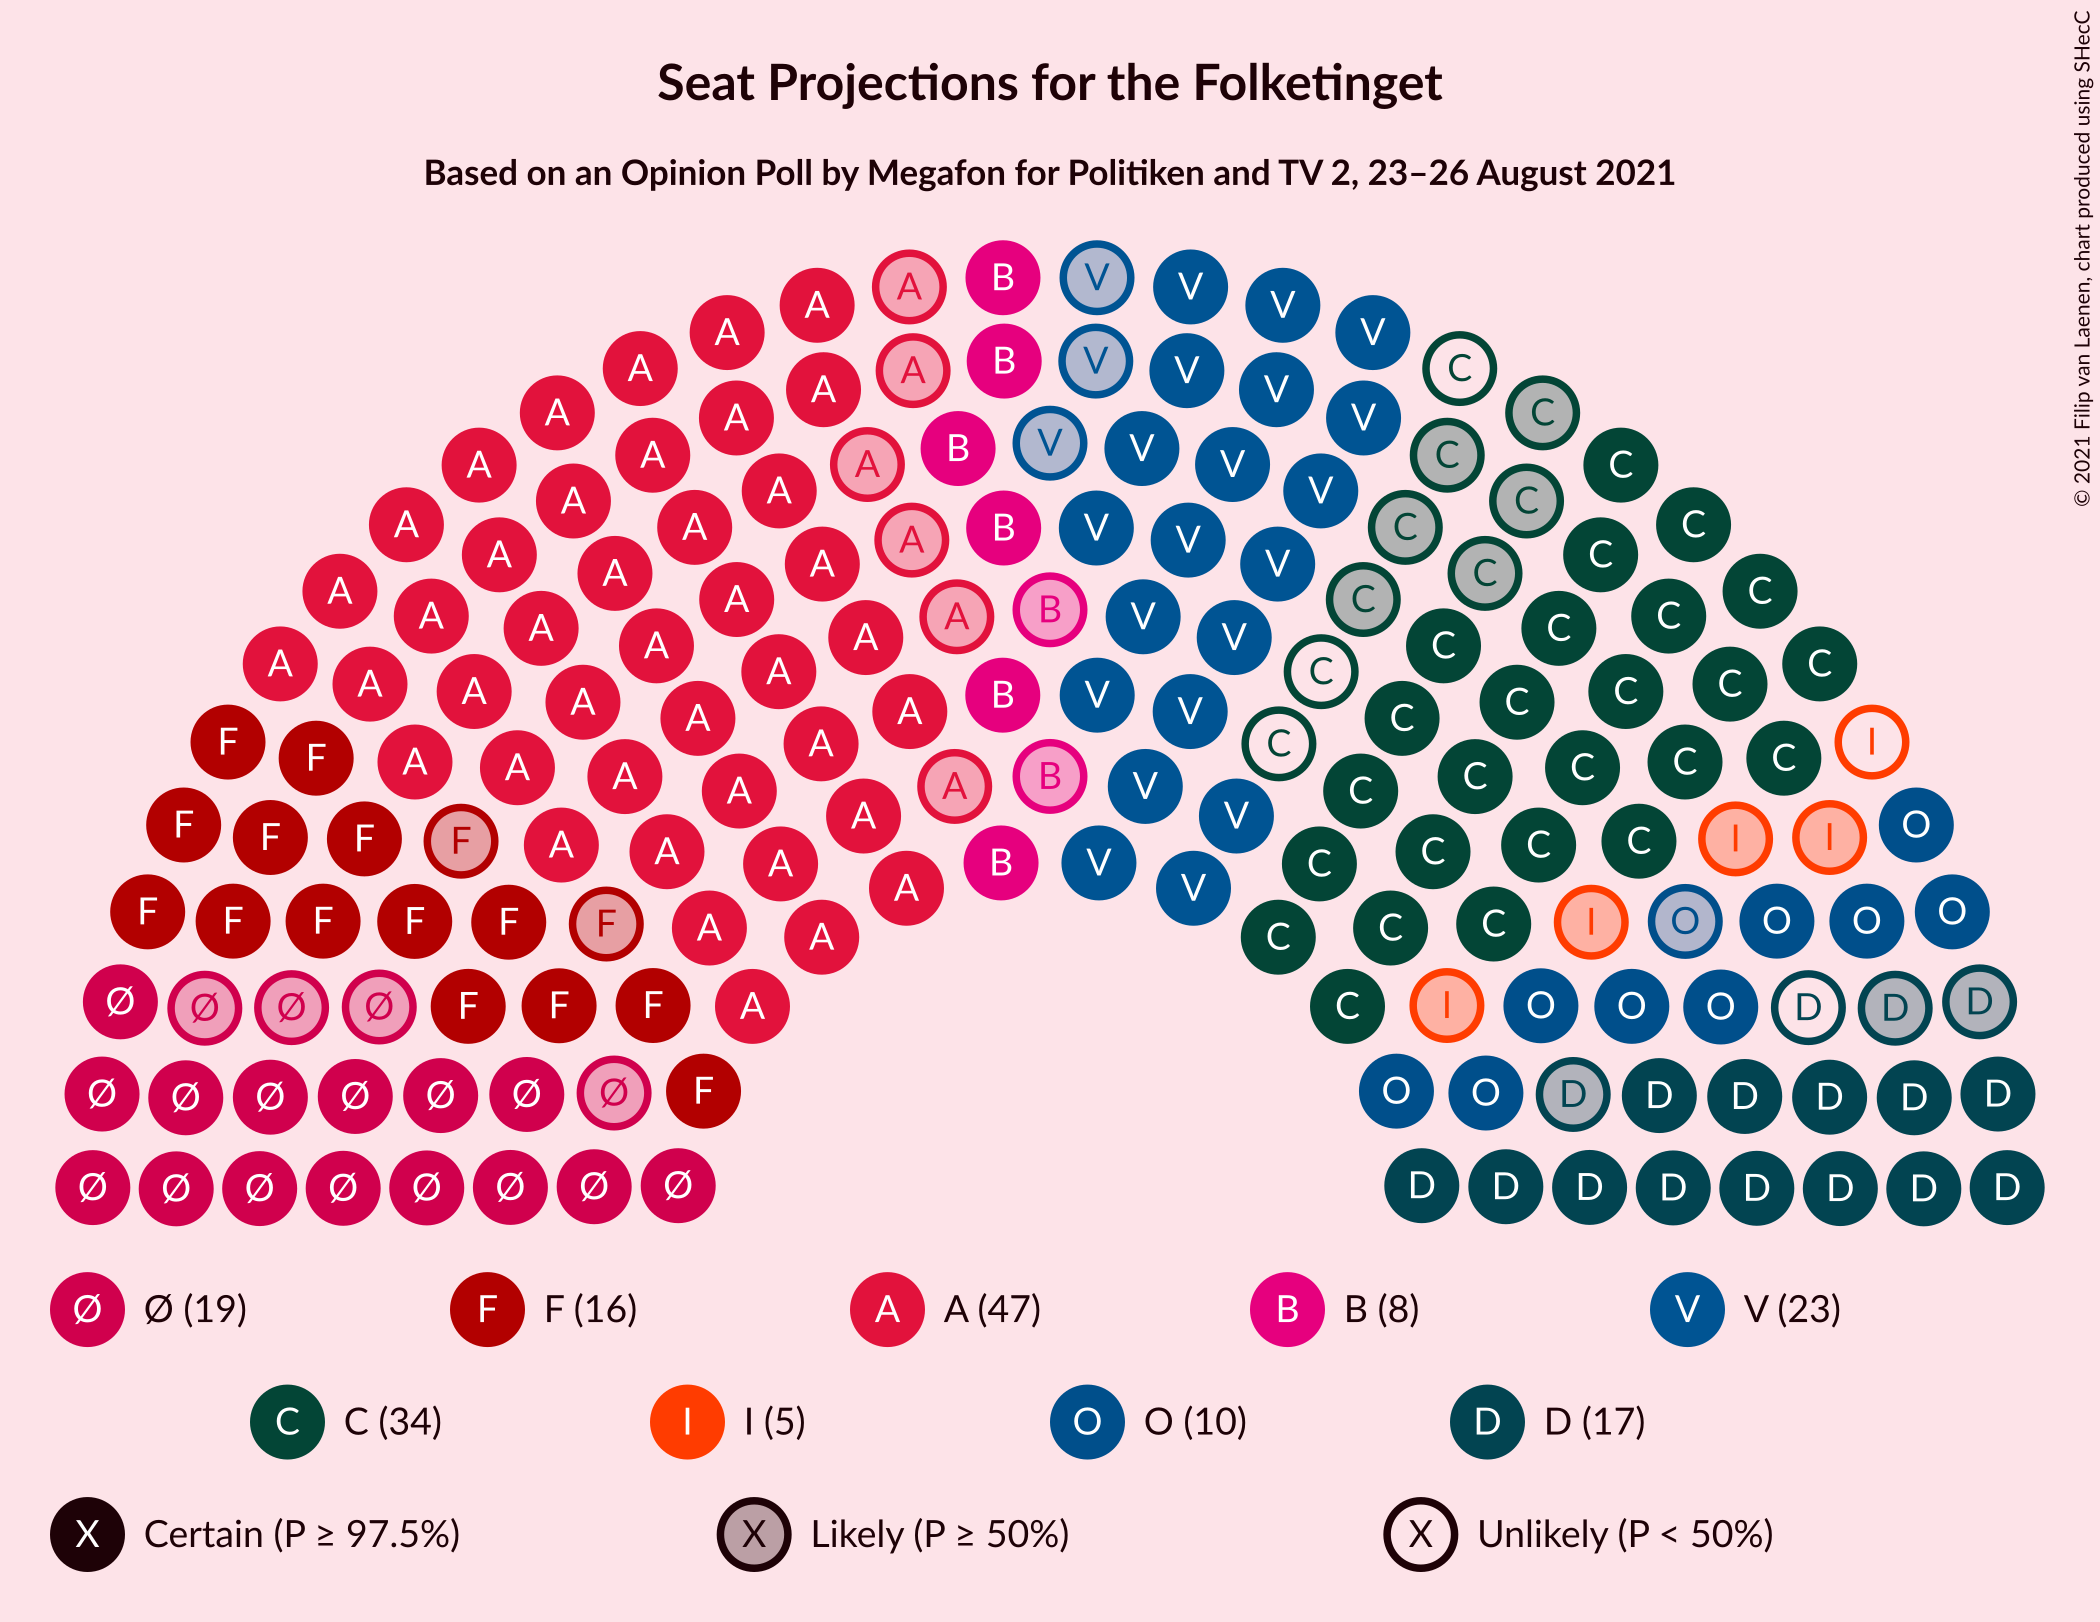 Seat Projections for the Folketinget
Based on an Opinion Poll by Megafon for Politiken and TV 2, 23–26 August 2021
© 2021 Filip van Laenen, chart produced using SHecC
A A B V V
A V
A B V V
A A V C
A A V
A B V V C
A A V V C
A A V C C
A A A B V V C C
A A V C C
A A V C C
A A A B V V C C
A A A A B V V C C C
A A A A V C C C C
A A A B V V C C C
F F A A A A V C C C C I
A A A A B V V C C C
F F F F A A A A B V V C C C C I I O
F F F F F F A A C C C I O O O O
Ø Ø Ø Ø F F F A C I O O O D D D
Ø Ø Ø Ø Ø Ø Ø F O O D D D D D D
Ø Ø Ø Ø Ø Ø Ø Ø D D D D D D D D
Ø Ø (19) F F (16) A A (47) B B (8) V V (23)
C C (34) I I (5) O O (10) D D (17)
X Certain (P ≥ 97.5%) X Likely (P ≥ 50%) X Unlikely (P < 50%)